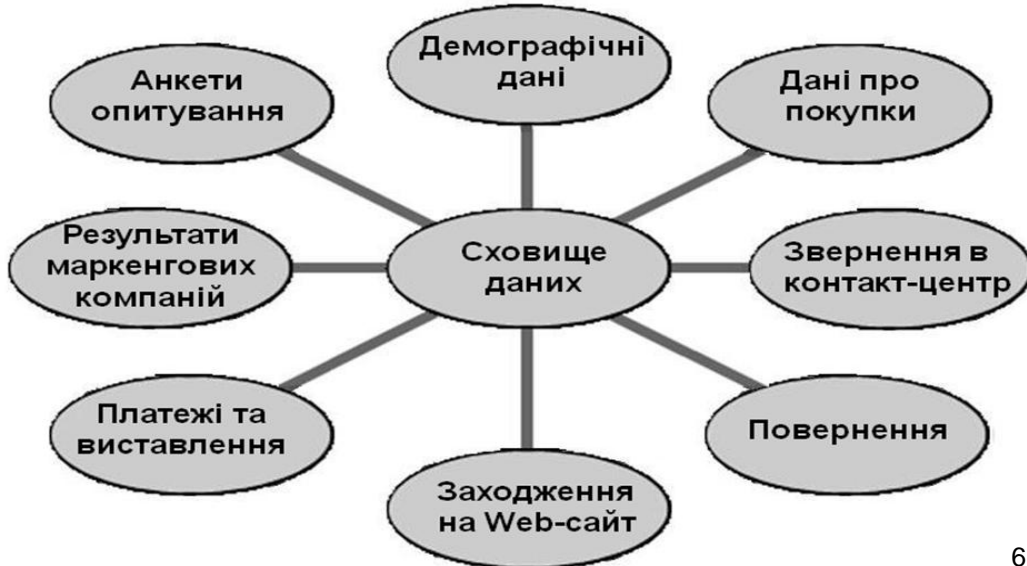 Демографічні
дані
Анкети
опитування
Дані про
покупки
Результати
маркенгових
компаній
Сховище
даних
Звернення в
контакт-центр
Платежі та
виставлення
Повернення
Заходження
на Web-сайт
6